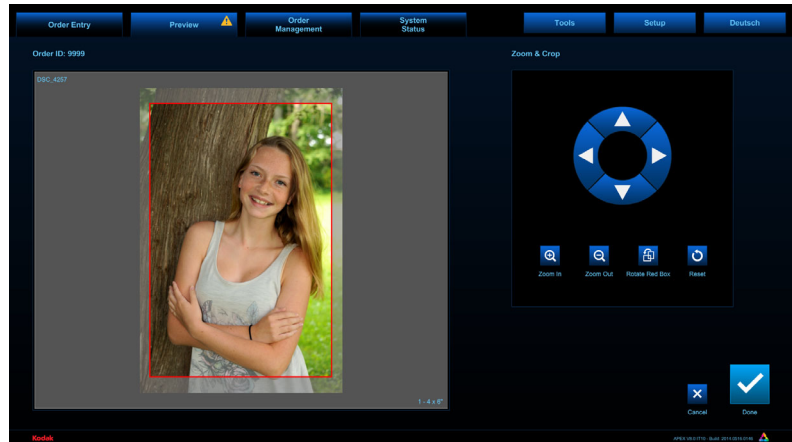 Order Entry
Preview
Order
Management
System
Status
Tools
Setup
Deutsch
Order ID: 9999
Zoom & Crop
DSC_4257
Zoom In
Zoom Out
Rotate Red Box
Reset
1 - 4 x 6"
Cancel
Done
Kodak